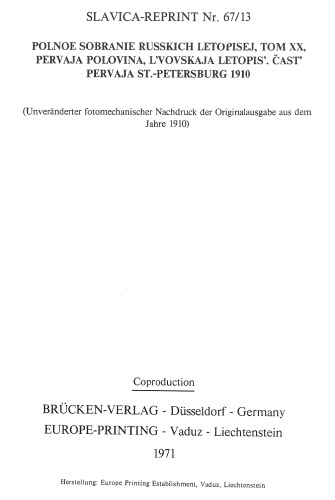 SLAVICA-REPRINT Nr. 67/13
POLNOE SOBRANIE RUSSKICH LETOPISEJ, TOM XX,
PERVAJA POLOVINA, L'VOVSKAJA LETOPIS'. ČAST'
PERVAJA ST.-PETERSBURG 1910
(Unveränderter fotomechanischer Nachdruck der Originalausgabe aus dem
Jahre 1910)
Coproduction
BRÜCKEN-VERLAG - Düsseldorf - Germany
EUROPE-PRINTING - Vaduz - Liechtenstein
1971
Herstellung: Europe Printing Establishment, Vaduz, Liechtenstein